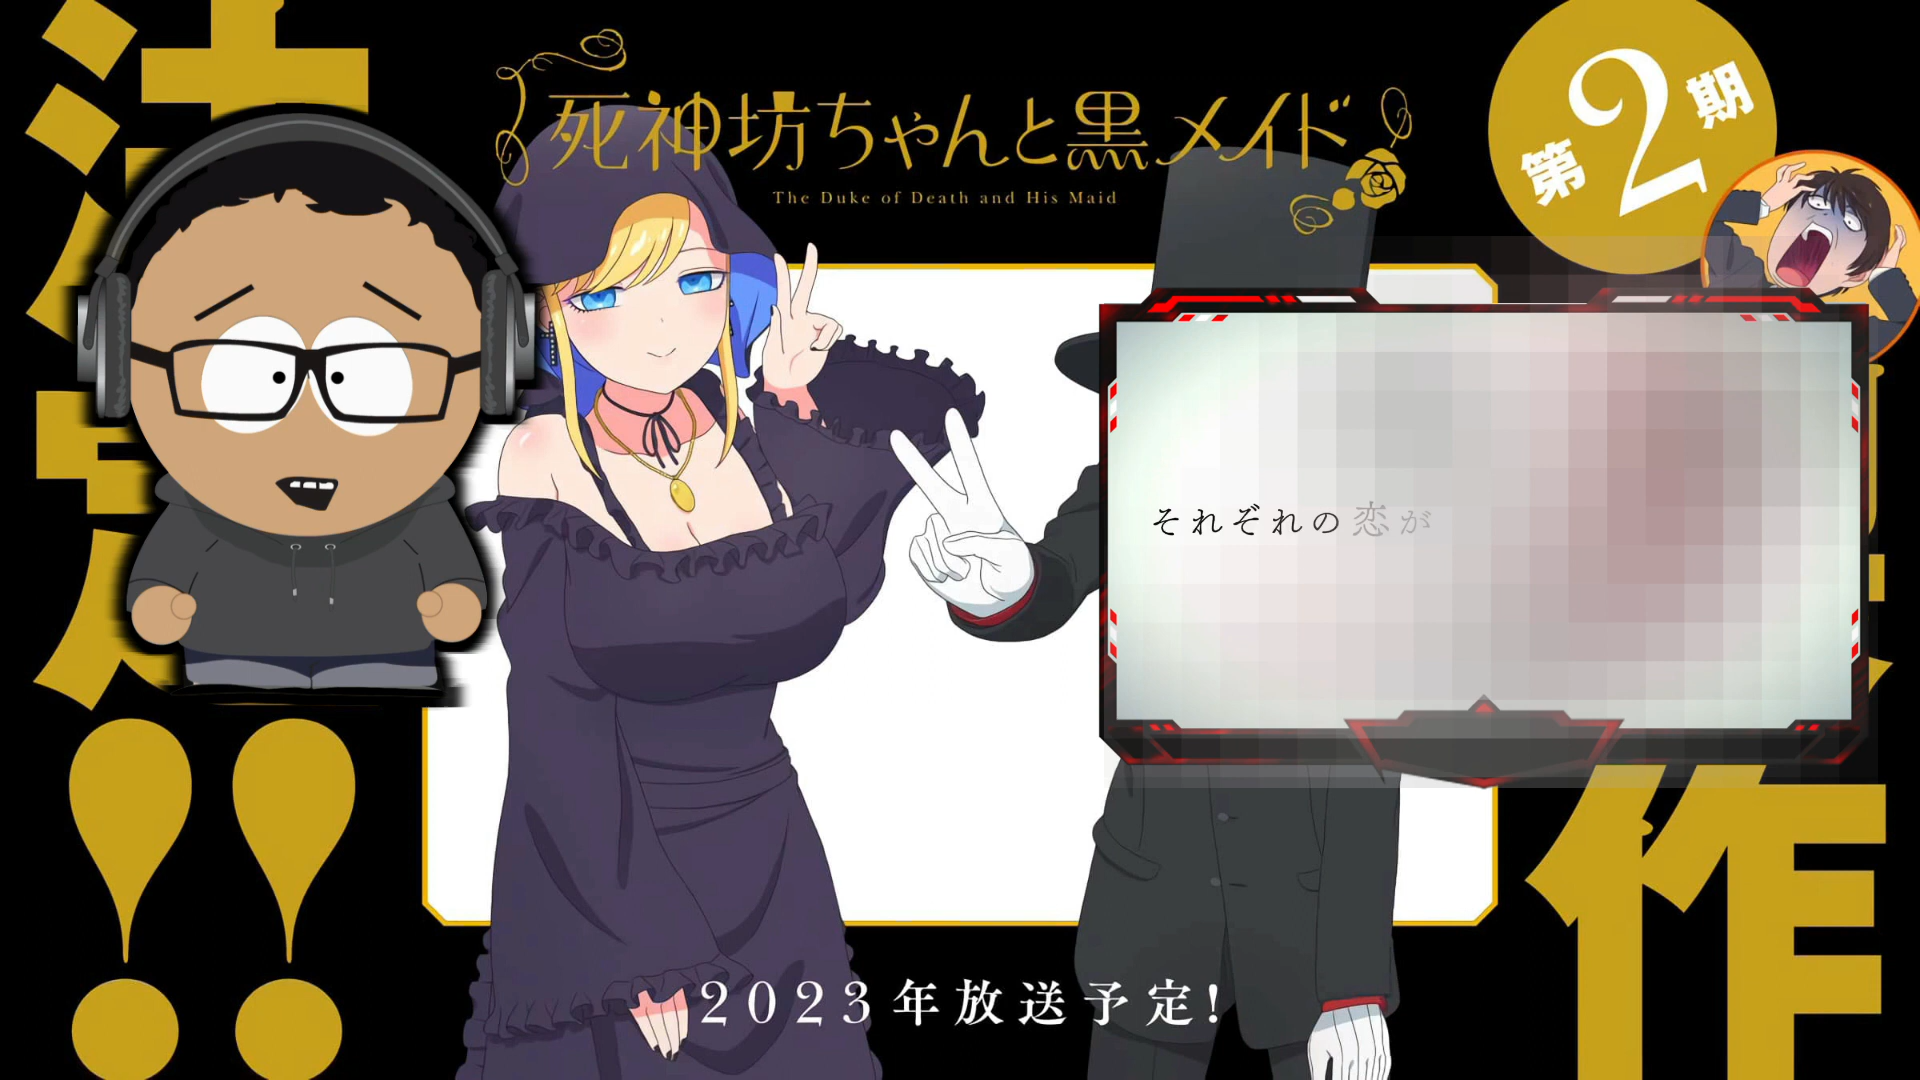 死神坊ちゃんと黒メイド
The Duke of Death and His Maid
第2期
それぞれの恋が
作
!!
2023年放送予定!